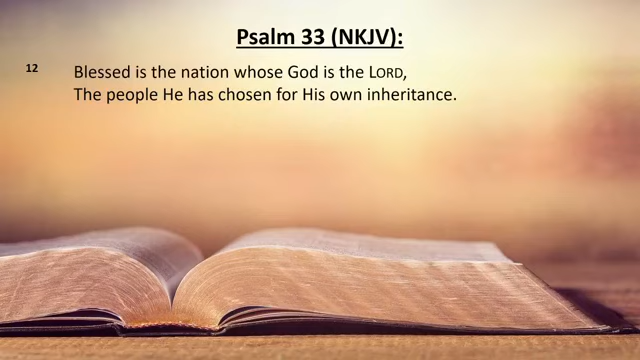 Psalm 33 (NKJV):
12 Blessed is the nation whose God is the LORD,
The people He has chosen for His own inheritance.